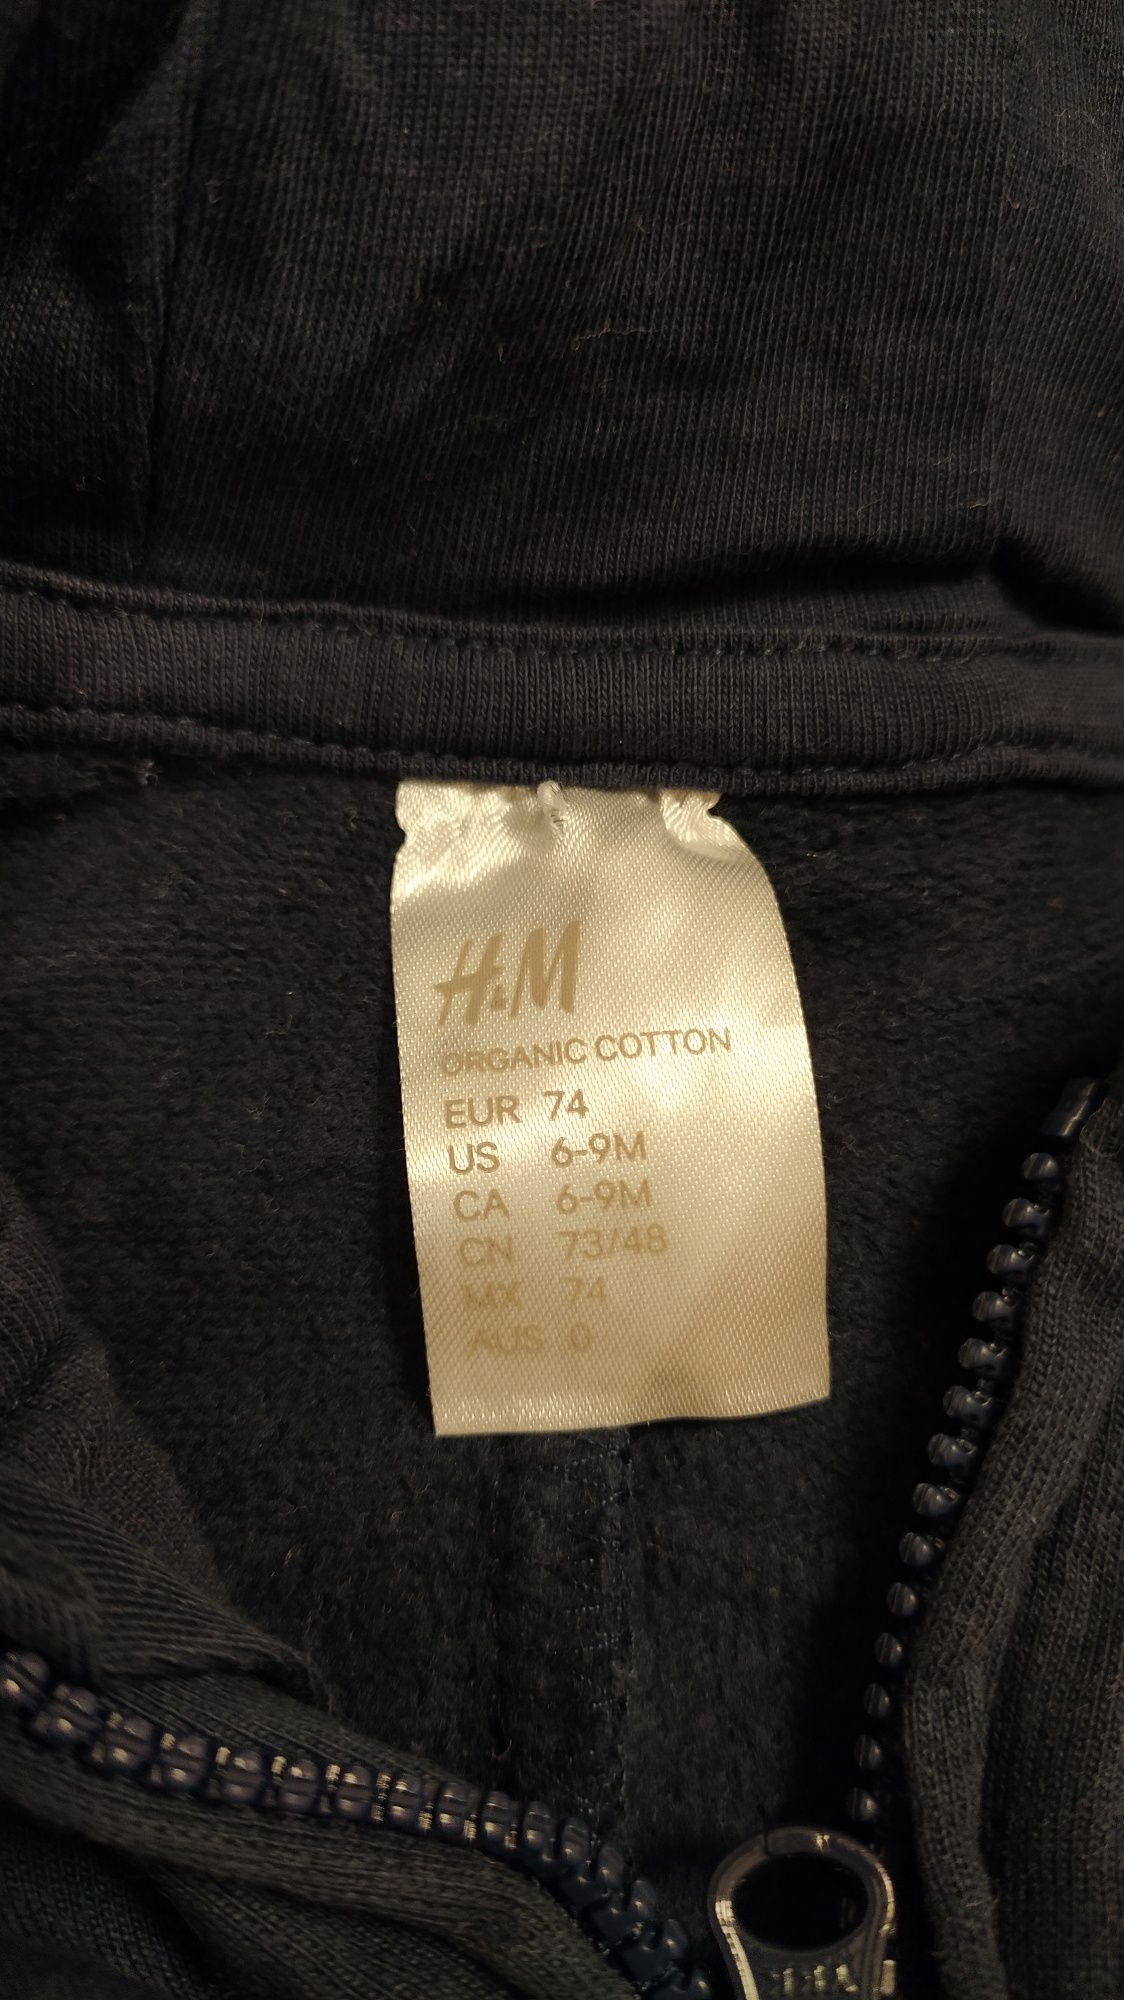 H&M
ORGANIC COTTON
EUR 74
US 6-9M
CA 6-9M
CN 73/48
MX 74
AUS 0